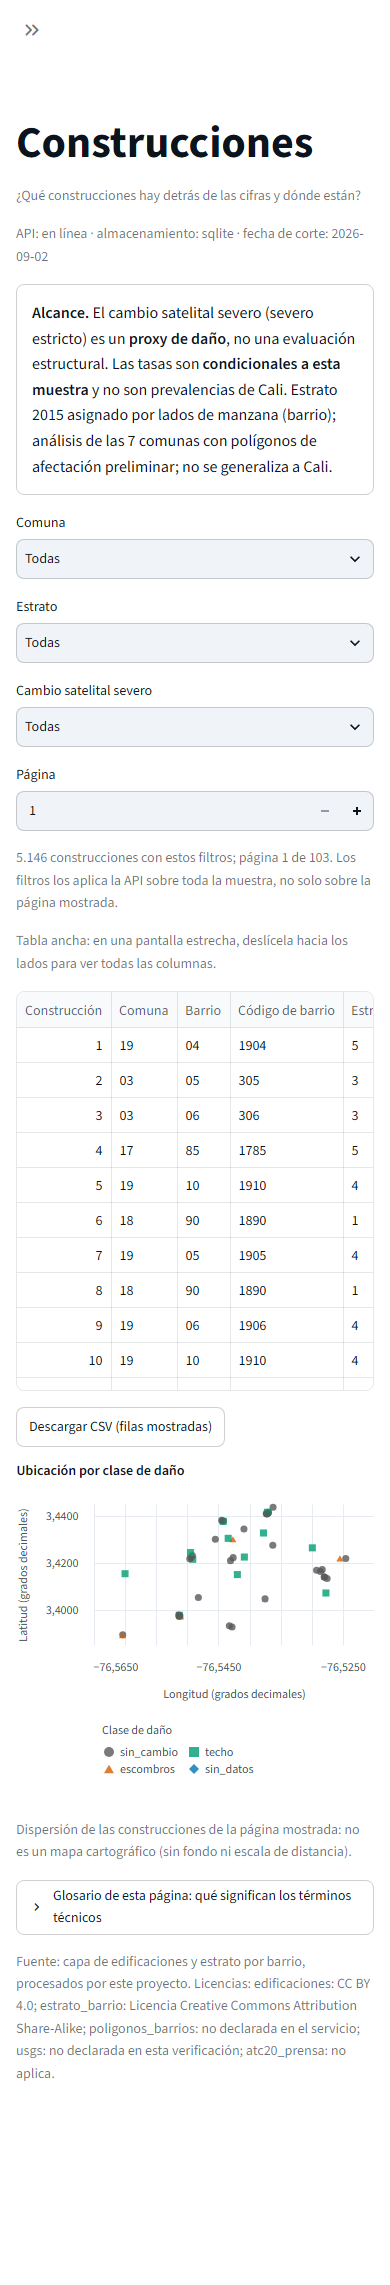 Construcciones
¿Qué construcciones hay detrás de las cifras y dónde están?
API: en línea · almacenamiento: sqlite · fecha de corte: 2026-
09-02
Alcance. El cambio satelital severo (severo
estricto) es un proxy de daño, no una evaluación
estructural. Las tasas son condicionales a esta
muestra y no son prevalencias de Cali. Estrato
2015 asignado por lados de manzana (barrio);
análisis de las 7 comunas con polígonos de
afectación preliminar; no se generaliza a Cali.
Comuna
Todas
Estrato
Todas
Cambio satelital severo
Todas
Página
1
5.146 construcciones con estos filtros; página 1 de 103. Los
filtros los aplica la API sobre toda la muestra, no solo sobre la
página mostrada.
Tabla ancha: en una pantalla estrecha, deslícela hacia los
lados para ver todas las columnas.
Construcción Comuna Barrio Código de barrio Estr
1 19 04 1904 5
2 03 05 305 3
3 03 06 306 3
4 17 85 1785 5
5 19 10 1910 4
6 18 90 1890 1
7 19 05 1905 4
8 18 90 1890 1
9 19 06 1906 4
10 19 10 1910 4
Descargar CSV (filas mostradas)
Ubicación por clase de daño
Latitud (grados decimales)
3,4400
3,4200
3,4000
−76,5650 −76,5450 −76,5250
Longitud (grados decimales)
Clase de daño
sin_cambio techo
escombros sin_datos
Dispersión de las construcciones de la página mostrada: no
es un mapa cartográfico (sin fondo ni escala de distancia).
Glosario de esta página: qué significan los términos
técnicos
Fuente: capa de edificaciones y estrato por barrio,
procesados por este proyecto. Licencias: edificaciones: CC BY
4.0; estrato_barrio: Licencia Creative Commons Attribution
Share-Alike; poligonos_barrios: no declarada en el servicio;
usgs: no declarada en esta verificación; atc20_prensa: no
aplica.